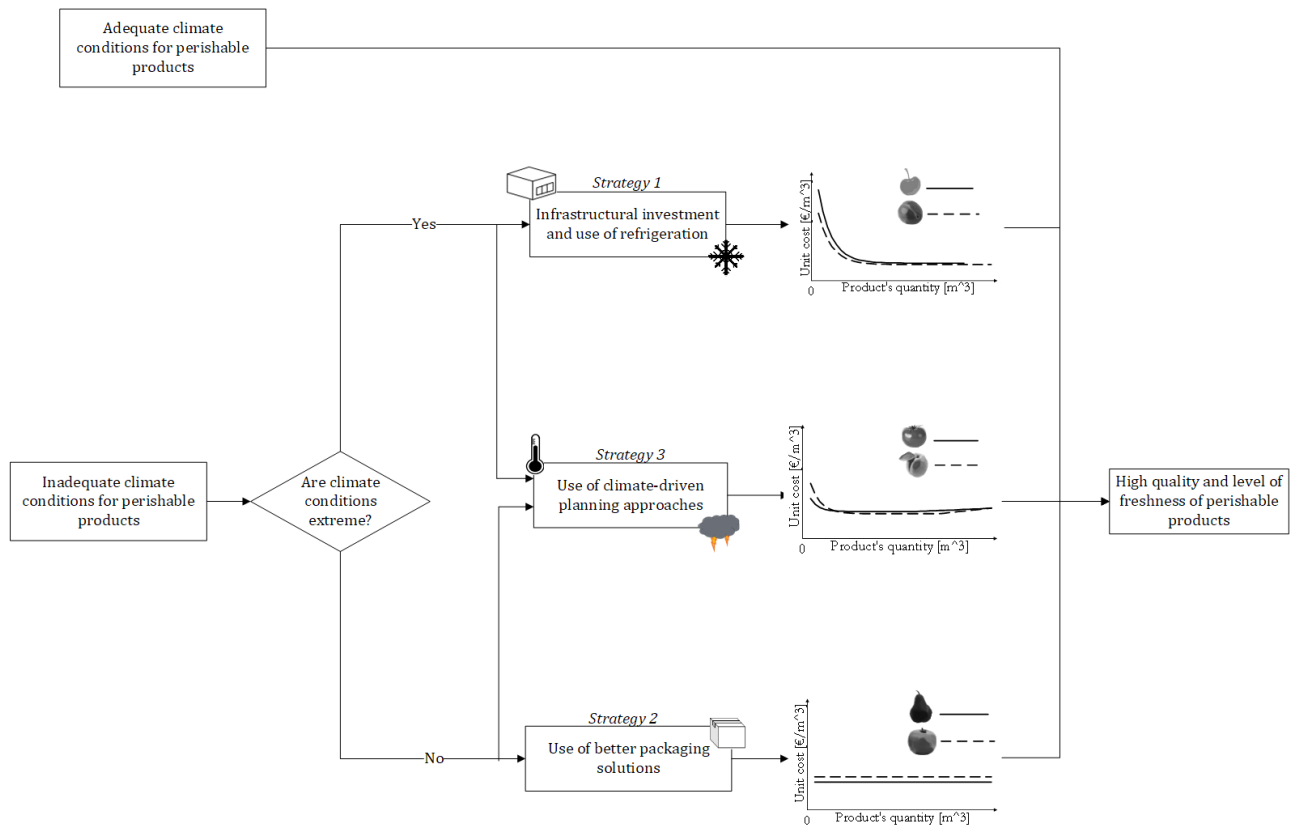 Adequate climate
conditions for perishable
products
Strategy 1
Infrastructural investment
and use of refrigeration
Yes
Unit cost [€/m^3]
0
Product's quantity [m^3]
Inadequate climate
conditions for perishable
products
Are climate
conditions
extreme?
Strategy 3
Use of climate-driven
planning approaches
Unit cost [€/m^3]
0
Product's quantity [m^3]
High quality and level of
freshness of perishable
products
No
Strategy 2
Use of better packaging
solutions
Unit cost [€/m^3]
0
Product's quantity [m^3]